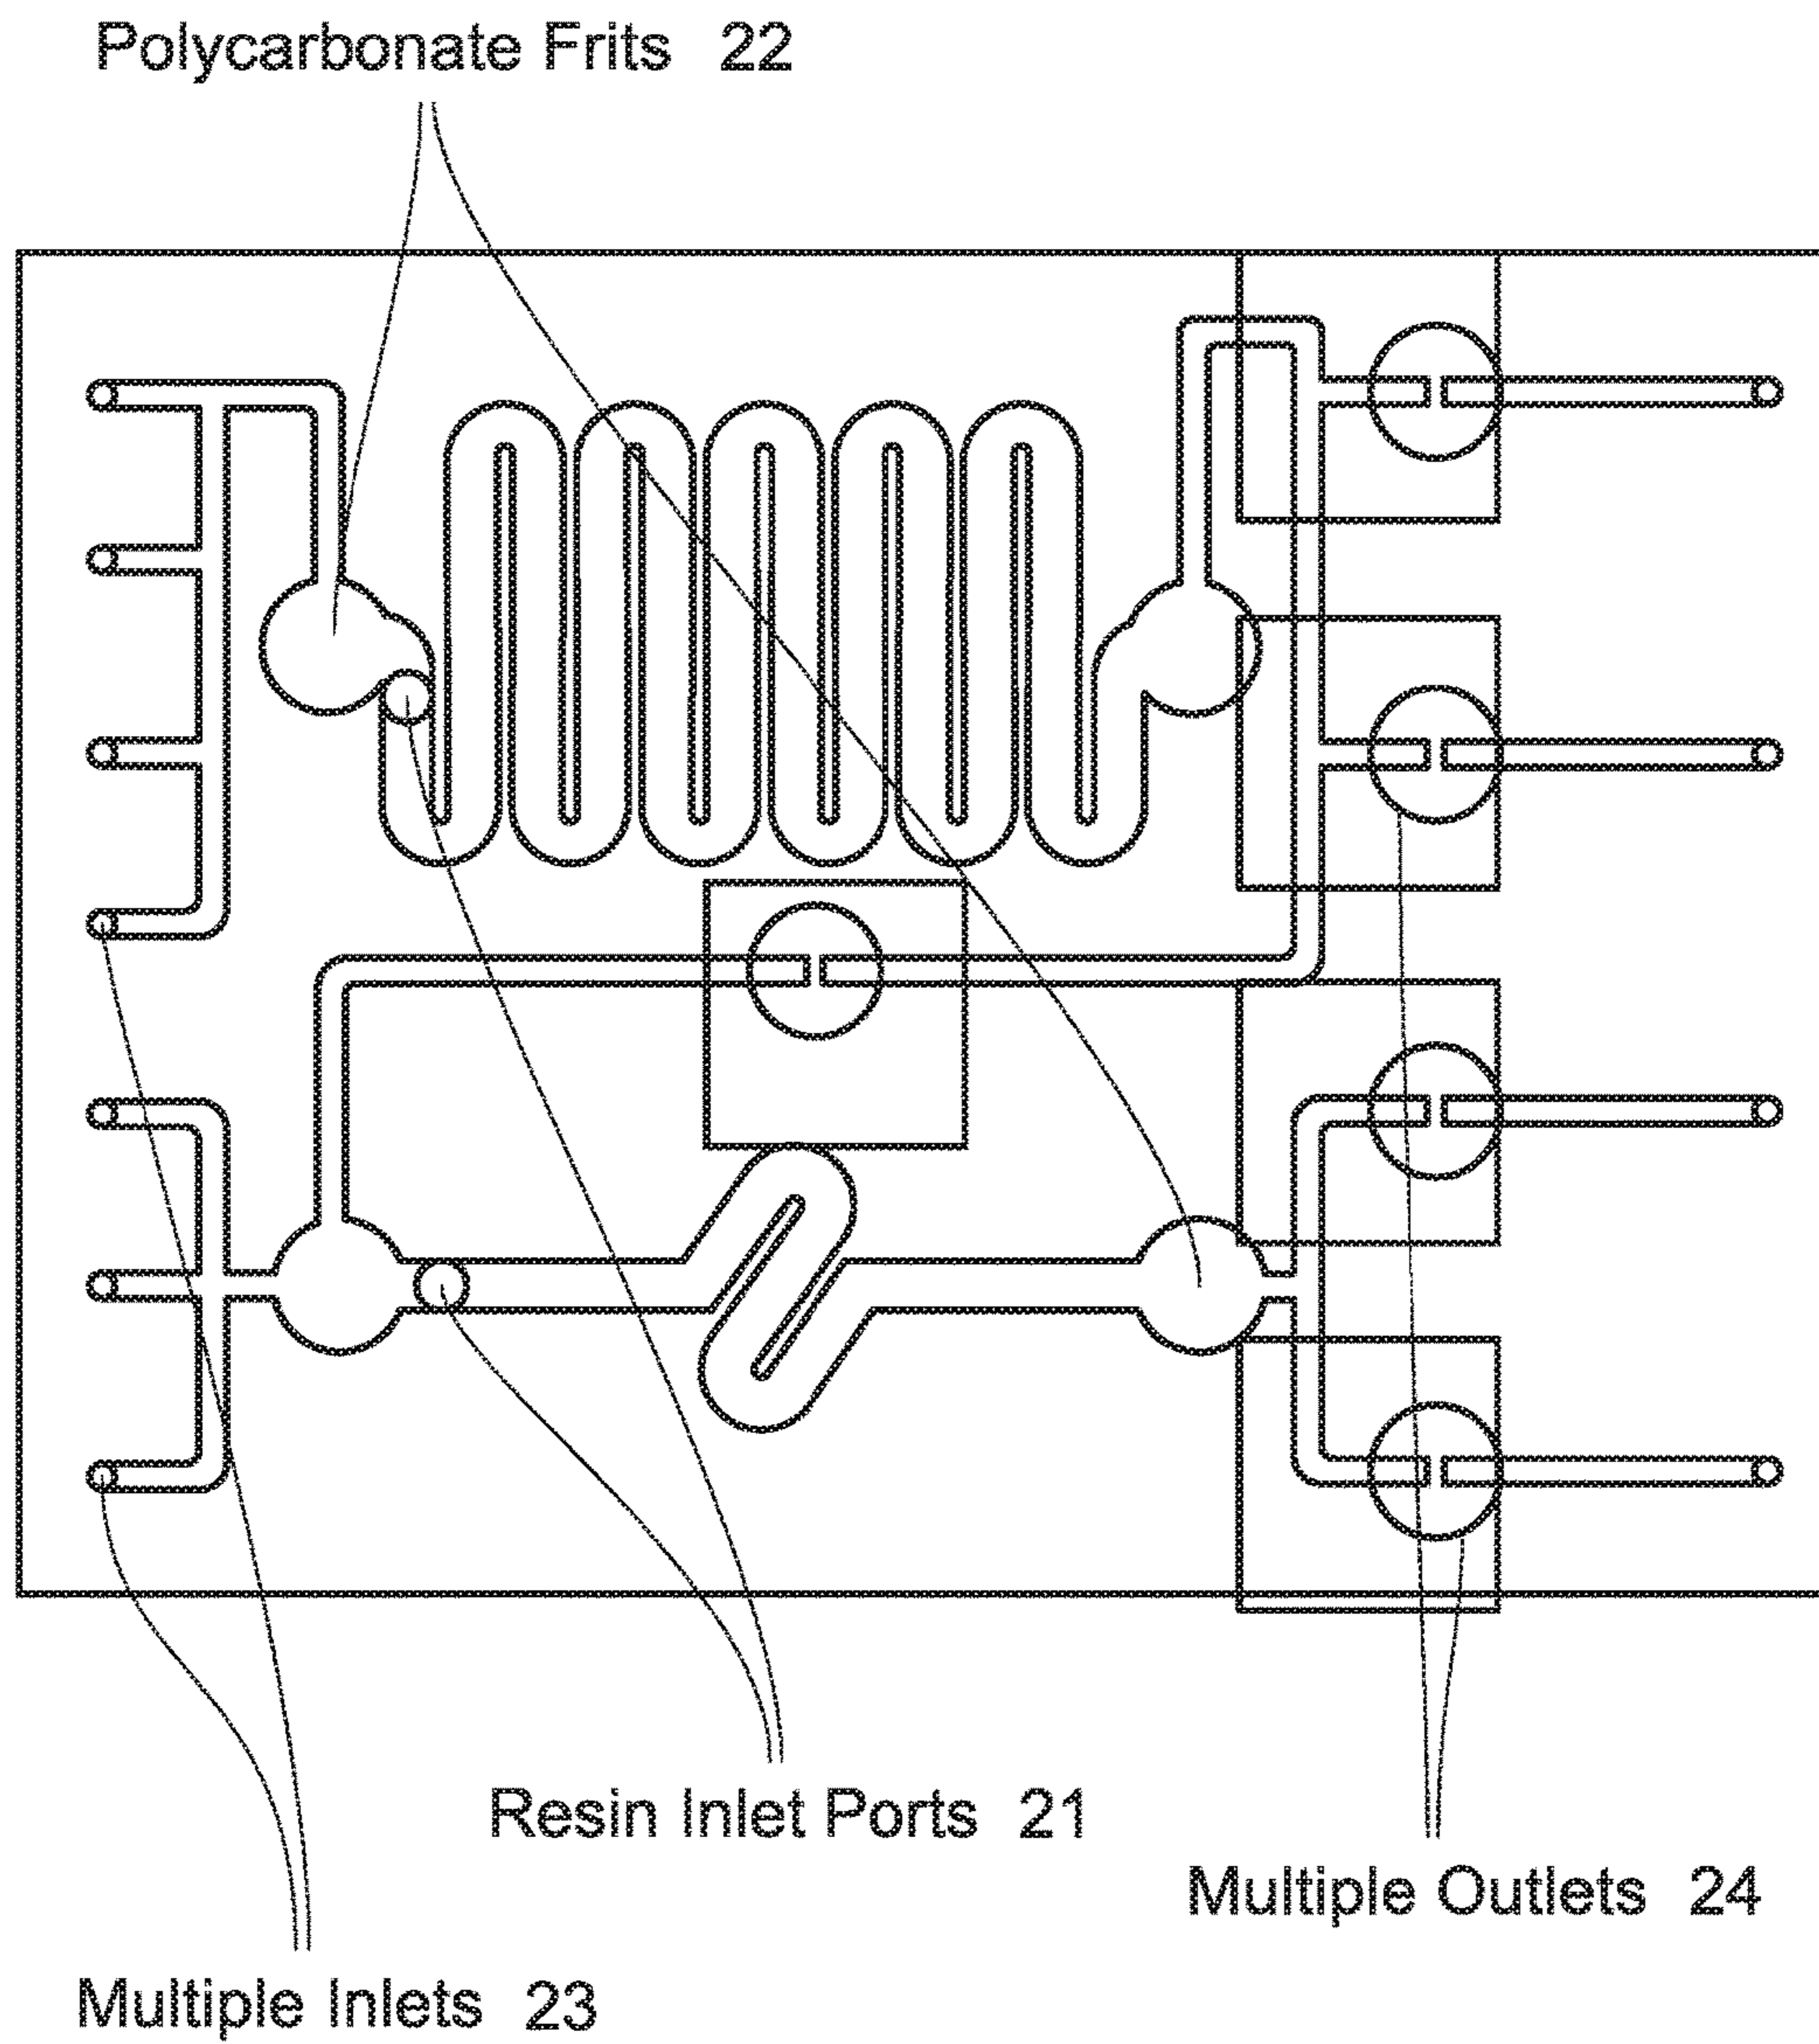 Polycarbonate Frits 22
Resin Inlet Ports 21
Multiple Outlets 24
Multiple Inlets 23